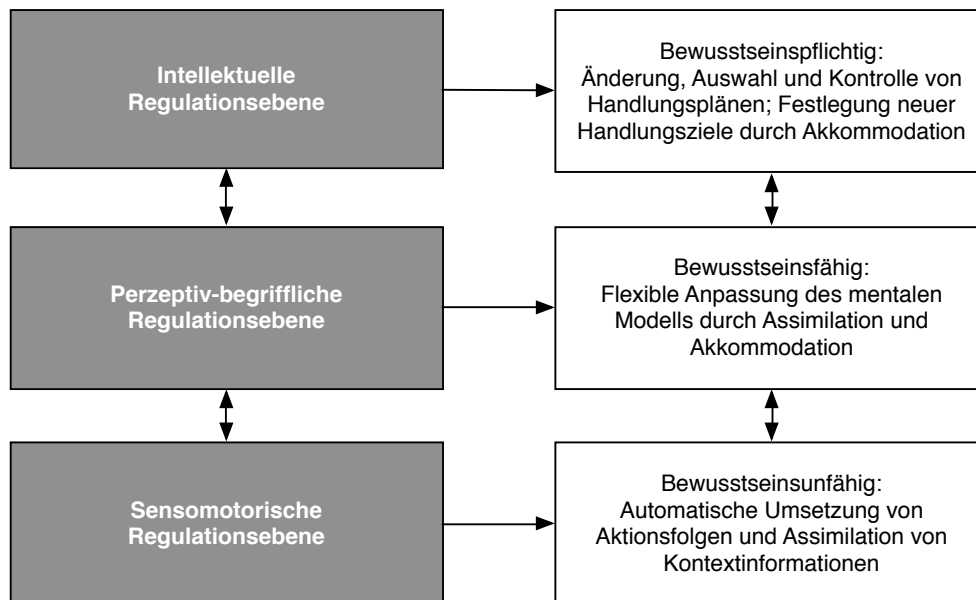 Intellektuelle
Regulationsebene
Bewusstseinspflichtig:
Änderung, Auswahl und Kontrolle von
Handlungsplänen; Festlegung neuer
Handlungsziele durch Akkommodation
Perzeptiv-begriffliche
Regulationsebene
Bewusstseinsfähig:
Flexible Anpassung des mentalen
Modells durch Assimilation und
Akkommodation
Sensomotorische
Regulationsebene
Bewusstseinsunfähig:
Automatische Umsetzung von
Aktionsfolgen und Assimilation von
Kontextinformationen